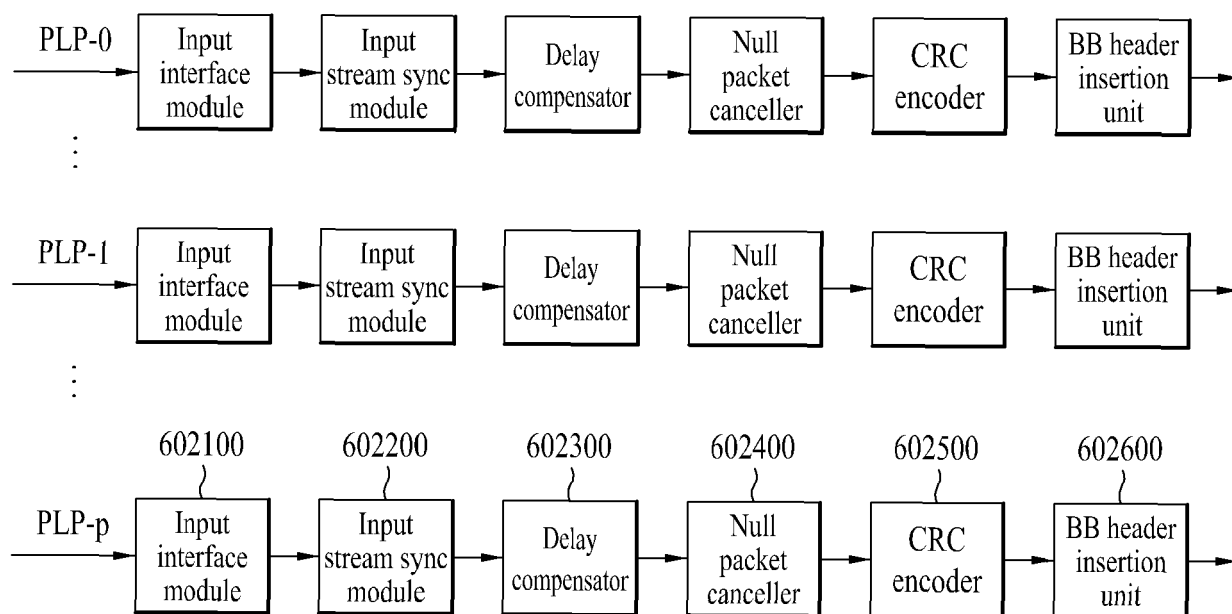 PLP-0
Input
interface
module
Input
stream sync
module
Delay
compensator
Null
packet
canceller
CRC
encoder
BB header
insertion
unit
PLP-1
Input
interface
module
Input
stream sync
module
Delay
compensator
Null
packet
canceller
CRC
encoder
BB header
insertion
unit
602100
602200
602300
602400
602500
602600
PLP-p
Input
interface
module
Input
stream sync
module
Delay
compensator
Null
packet
canceller
CRC
encoder
BB header
insertion
unit